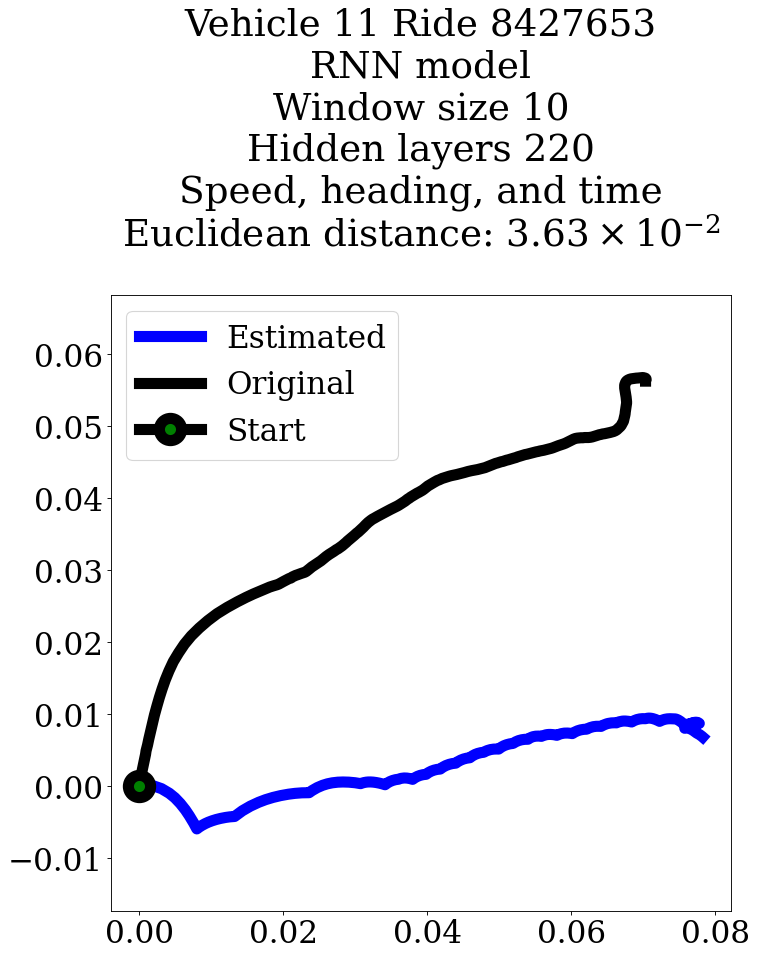 Vehicle 11 Ride 8427653
RNN model
Window size 10
Hidden layers 220
Speed, heading, and time
Euclidean distance: 3.63 × 10⁻²
Estimated
Original
Start
0.06
0.05
0.04
0.03
0.02
0.01
0.00
−0.01
0.00 0.02 0.04 0.06 0.08